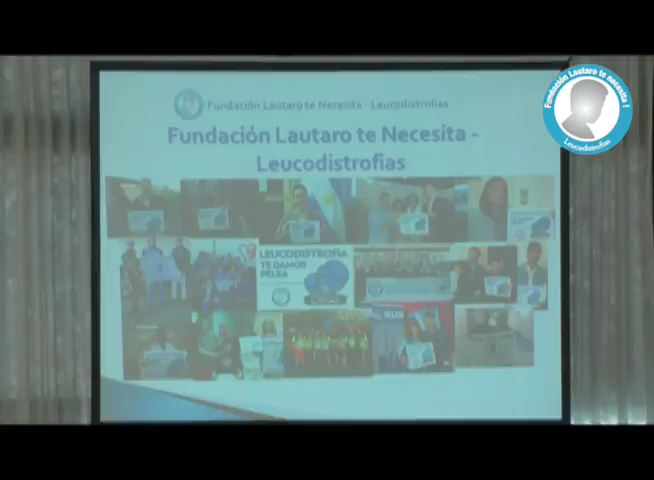 Fundación Lautaro te Necesita - Leucodistrofias
Fundación Lautaro te Necesita -
Leucodistrofias
LEUCODISTROFIA
TE DAMOS
PELEA
RUS
Fundación Lautaro te necesita !
Leucodistrofias